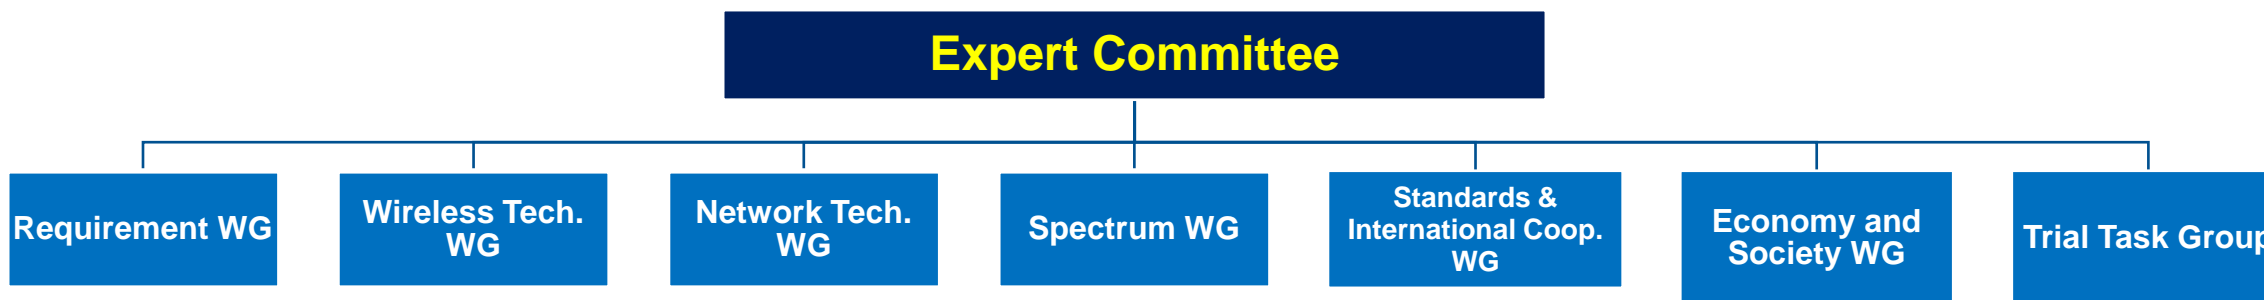 Expert Committee
Requirement WG
Wireless Tech.
WG
Network Tech.
WG
Spectrum WG
Standards &
International Coop.
WG
Economy and
Society WG
Trial Task Group